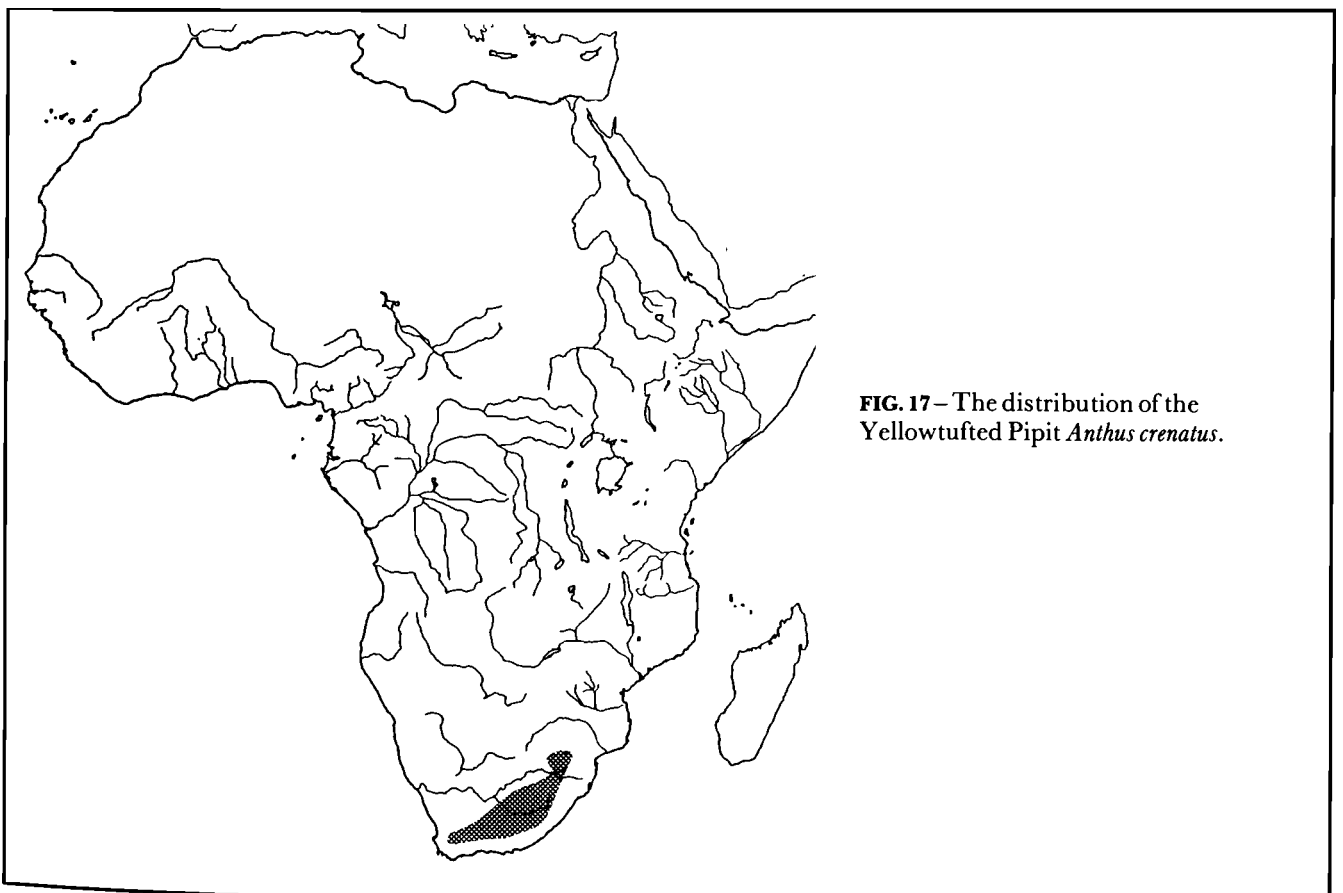 FIG. 17 – The distribution of the
Yellowtufted Pipit Anthus crenatus.